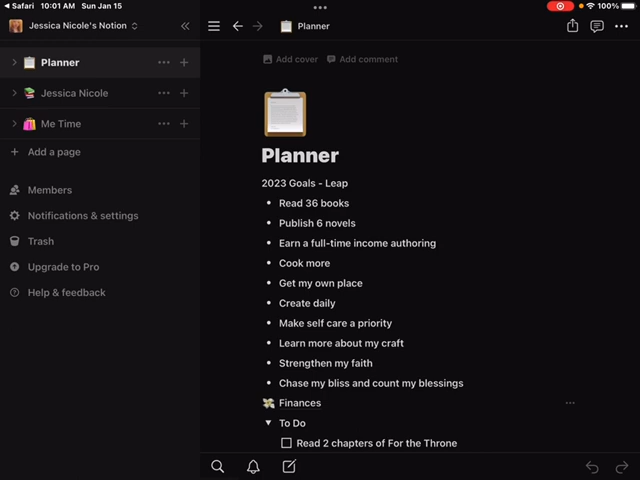 Safari 10:01 AM Sun Jan 15 100%
Jessica Nicole's Notion
Planner
Jessica Nicole
Me Time
Add a page
Members
Notifications & settings
Trash
Upgrade to Pro
Help & feedback
Planner
Add cover Add comment
Planner
2023 Goals - Leap
• Read 36 books
• Publish 6 novels
• Earn a full-time income authoring
• Cook more
• Get my own place
• Create daily
• Make self care a priority
• Learn more about my craft
• Strengthen my faith
• Chase my bliss and count my blessings
Finances
To Do
Read 2 chapters of For the Throne